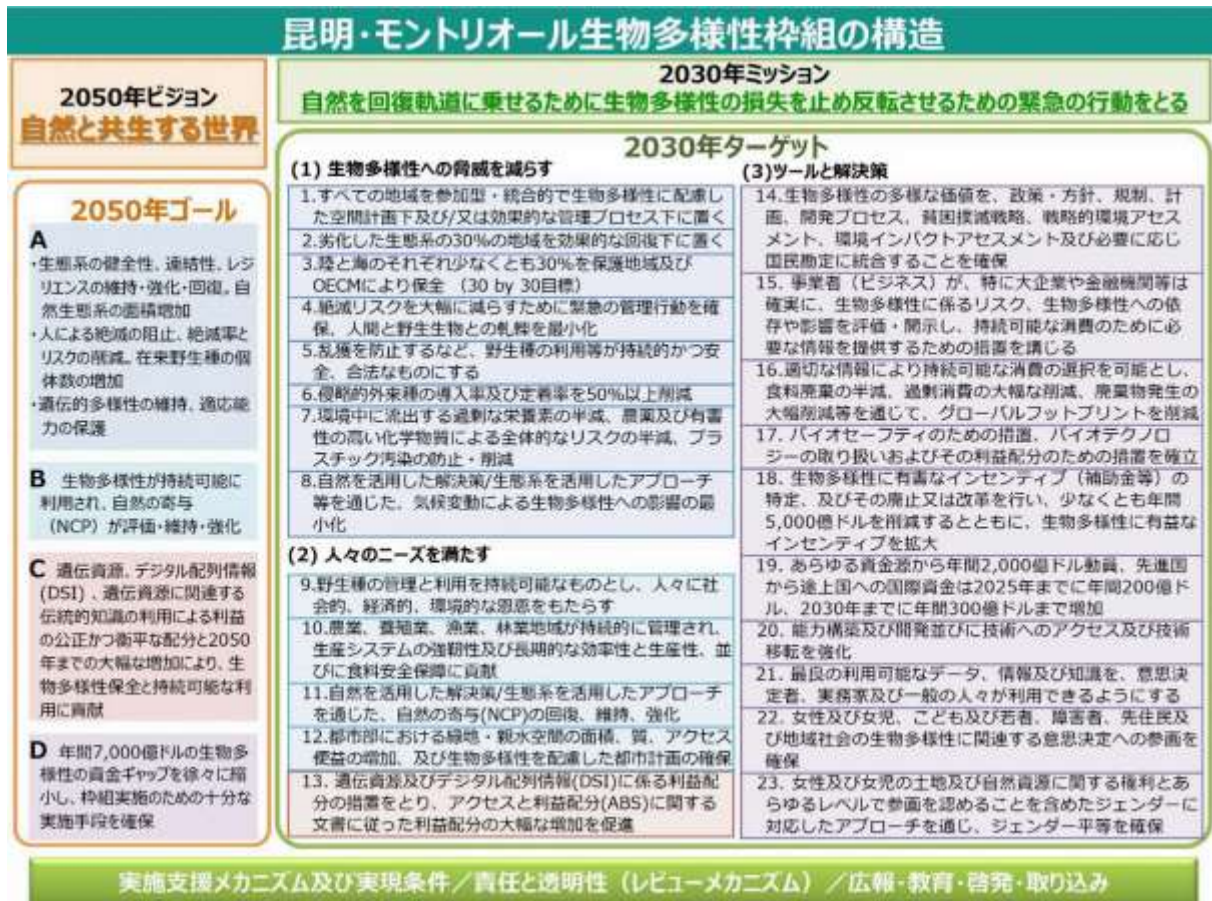 昆明・モントリオール生物多様性枠組の構造
2050年ビジョン
自然と共生する世界
2030年ミッション
自然を回復軌道に乗せるために生物多様性の損失を止め反転させるための緊急の行動をとる
2050年ゴール
A
・生態系の健全性、連結性、レジ
リエンスの維持・強化・回復。自
然生態系の面積増加
・人による絶滅の阻止、絶滅率と
リスクの削減。在来野生種の個
体数の増加
・遺伝的多様性の維持、適応能
力の保護
B 生物多様性が持続可能に
利用され、自然の寄与
（NCP）が評価・維持・強化
C 遺伝資源、デジタル配列情報
(DSI)、遺伝資源に関連する
伝統的知識の利用による利益
の公正かつ衡平な配分と2050
年までの大幅な増加により、生
物多様性保全と持続可能な利
用に貢献
D 年間7,000億ドルの生物多
様性の資金ギャップを徐々に縮
小し、枠組実施のための十分な
実施手段を確保
2030年ターゲット
(1) 生物多様性への脅威を減らす
1.すべての地域を参加型・統合的で生物多様性に配慮し
た空間計画下及び/又は効果的な管理プロセス下に置く
2.劣化した生態系の30%の地域を効果的な回復下に置く
3.陸と海のそれぞれ少なくとも30%を保護地域及び
OECMにより保全 （30 by 30目標）
4.絶滅リスクを大幅に減らすために緊急の管理行動を確
保、人間と野生生物との軋轢を最小化
5.乱獲を防止するなど、野生種の利用等が持続的かつ安
全、合法なものにする
6.侵略的外来種の導入率及び定着率を50%以上削減
7.環境中に流出する過剰な栄養素の半減、農薬及び有害
性の高い化学物質による全体的なリスクの半減、プラ
スチック汚染の防止・削減
8.自然を活用した解決策/生態系を活用したアプローチ
等を通じた、気候変動による生物多様性への影響の最
小化
(2) 人々のニーズを満たす
9.野生種の管理と利用を持続可能なものとし、人々に社
会的、経済的、環境的な恩恵をもたらす
10.農業、養殖業、漁業、林業地域が持続的に管理され、
生産システムの強靭性及び長期的な効率性と生産性、並
びに食料安全保障に貢献
11.自然を活用した解決策/生態系を活用したアプローチ
を通じた、自然の寄与(NCP)の回復、維持、強化
12.都市部における緑地・親水空間の面積、質、アクセス、
便益の増加、及び生物多様性を配慮した都市計画の確保
13. 遺伝資源及びデジタル配列情報(DSI)に係る利益配
分の措置をとり、アクセスと利益配分(ABS)に関する
文書に従った利益配分の大幅な増加を促進
(3)ツールと解決策
14.生物多様性の多様な価値を、政策・方針、規制、計
画、開発プロセス、貧困撲滅戦略、戦略的環境アセス
メント、環境インパクトアセスメント及び必要に応じ
国民勘定に統合することを確保
15. 事業者（ビジネス）が、特に大企業や金融機関等は
確実に、生物多様性に係るリスク、生物多様性への依
存や影響を評価・開示し、持続可能な消費のために必
要な情報を提供するための措置を講じる
16.適切な情報により持続可能な消費の選択を可能とし、
食料廃棄の半減、過剰消費の大幅な削減、廃棄物発生の
大幅削減等を通じて、グローバルフットプリントを削減
17. バイオセーフティのための措置、バイオテクノロ
ジーの取り扱いおよびその利益配分のための措置を確立
18. 生物多様性に有害なインセンティブ（補助金等）の
特定、及びその廃止又は改革を行い、少なくとも年間
5,000億ドルを削減するとともに、生物多様性に有益な
インセンティブを拡大
19. あらゆる資金源から年間2,000億ドル動員、先進国
から途上国への国際資金は2025年までに年間200億ド
ル、2030年までに年間300億ドルまで増加
20. 能力構築及び開発並びに技術へのアクセス及び技術
移転を強化
21. 最良の利用可能なデータ、情報及び知識を、意思決
定者、実務家及び一般の人々が利用できるようにする
22. 女性及び女児、こども及び若者、障害者、先住民及
び地域社会の生物多様性に関連する意思決定への参画を
確保
23. 女性及び女児の土地及び自然資源に関する権利とあ
らゆるレベルで参画を認めることを含めたジェンダーに
対応したアプローチを通じ、ジェンダー平等を確保
実施支援メカニズム及び実現条件／責任と透明性（レビューメカニズム）／広報・教育・啓発・取り込み